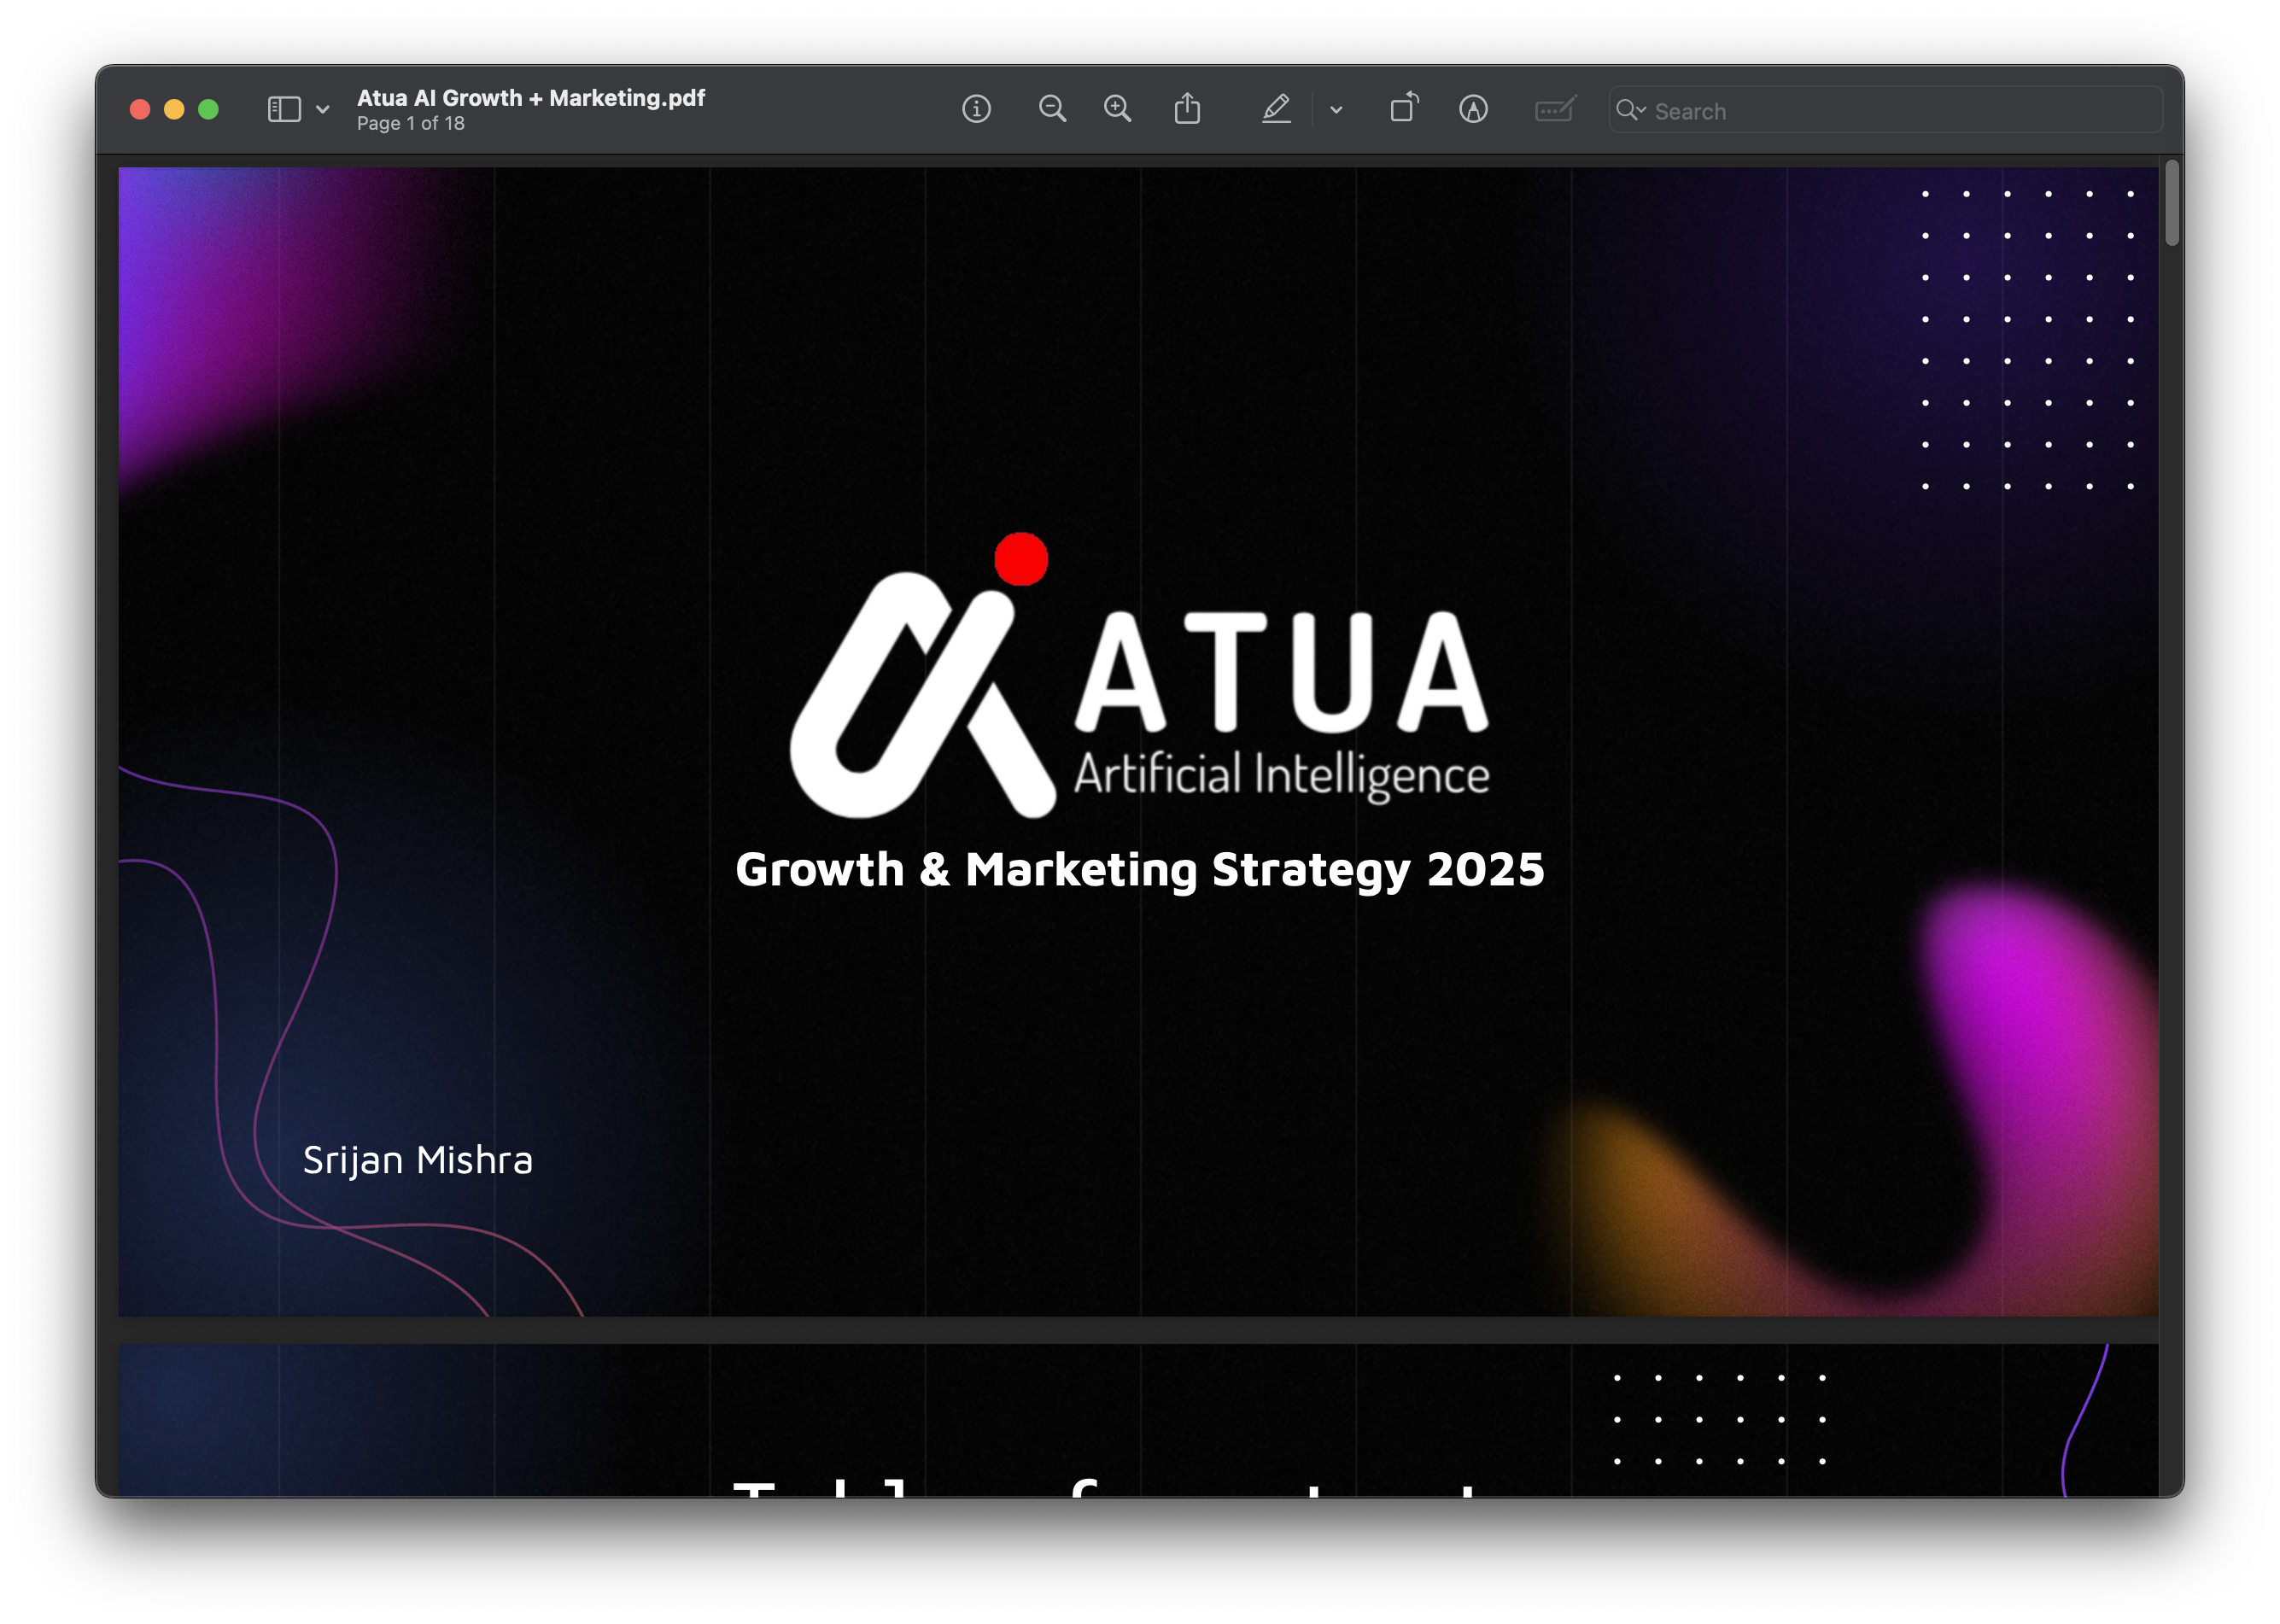 Atua AI Growth + Marketing.pdf
Page 1 of 18
Search
ATUA
Artificial Intelligence
Growth & Marketing Strategy 2025
Srijan Mishra